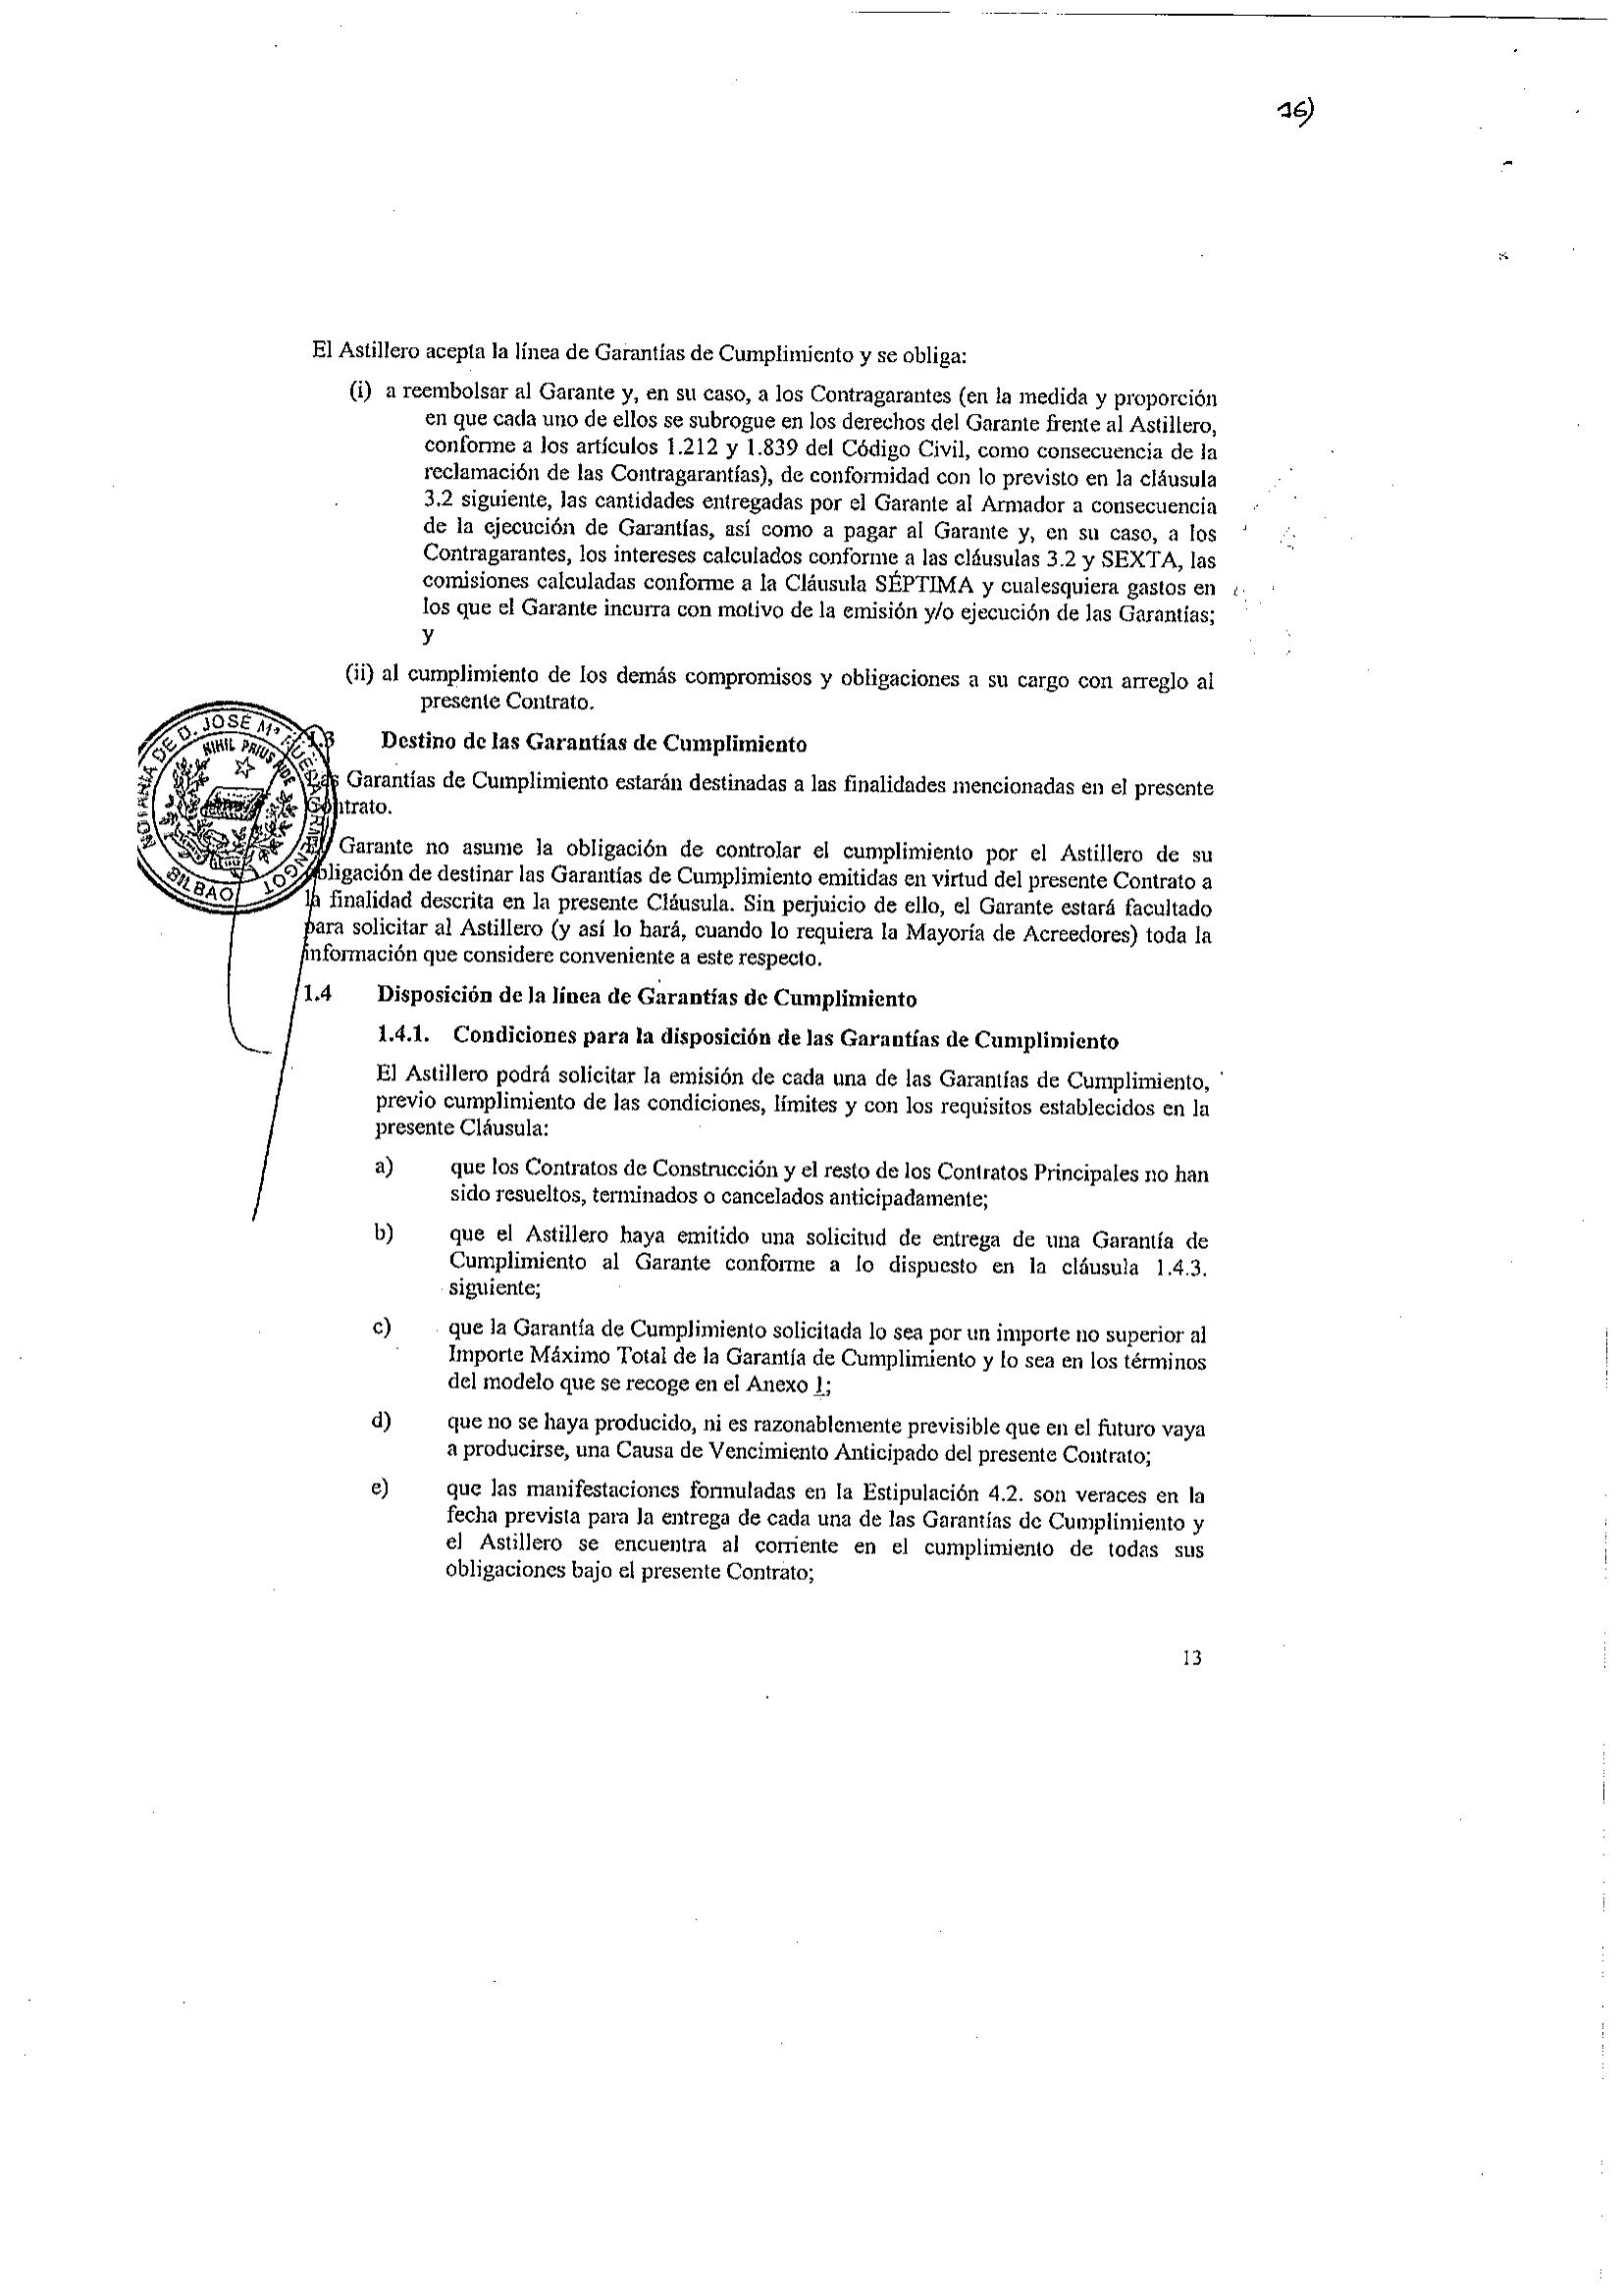 16)
El Astillero acepta la línea de Garantías de Cumplimiento y se obliga:
(i) a reembolsar al Garante y, en su caso, a los Contragarantes (en la medida y proporción
en que cada uno de ellos se subrogue en los derechos del Garante frente al Astillero,
conforme a los artículos 1.212 y 1.839 del Código Civil, como consecuencia de la
reclamación de las Contragarantías), de conformidad con lo previsto en la cláusula
3.2 siguiente, las cantidades entregadas por el Garante al Armador a consecuencia
de la ejecución de Garantías, así como a pagar al Garante y, en su caso, a los
Contragarantes, los intereses calculados conforme a las cláusulas 3.2 y SEXTA, las
comisiones calculadas conforme a la Cláusula SÉPTIMA y cualesquiera gastos en
los que el Garante incurra con motivo de la emisión y/o ejecución de las Garantías;
y
(ii) al cumplimiento de los demás compromisos y obligaciones a su cargo con arreglo al
presente Contrato.
NOTARIA DE D. JOSE Mª
NIHIL PRIUS FIDE
BILBAO
1.3 Destino de las Garantías de Cumplimiento
Las Garantías de Cumplimiento estarán destinadas a las finalidades mencionadas en el presente
Contrato.
El Garante no asume la obligación de controlar el cumplimiento por el Astillero de su
obligación de destinar las Garantías de Cumplimiento emitidas en virtud del presente Contrato a
la finalidad descrita en la presente Cláusula. Sin perjuicio de ello, el Garante estará facultado
para solicitar al Astillero (y así lo hará, cuando lo requiera la Mayoría de Acreedores) toda la
información que considere conveniente a este respecto.
1.4 Disposición de la línea de Garantías de Cumplimiento
1.4.1. Condiciones para la disposición de las Garantías de Cumplimiento
El Astillero podrá solicitar la emisión de cada una de las Garantías de Cumplimiento,
previo cumplimiento de las condiciones, límites y con los requisitos establecidos en la
presente Cláusula:
a) que los Contratos de Construcción y el resto de los Contratos Principales no han
sido resueltos, terminados o cancelados anticipadamente;
b) que el Astillero haya emitido una solicitud de entrega de una Garantía de
Cumplimiento al Garante conforme a lo dispuesto en la cláusula 1.4.3.
siguiente;
c) que la Garantía de Cumplimiento solicitada lo sea por un importe no superior al
Importe Máximo Total de la Garantía de Cumplimiento y lo sea en los términos
del modelo que se recoge en el Anexo 1;
d) que no se haya producido, ni es razonablemente previsible que en el futuro vaya
a producirse, una Causa de Vencimiento Anticipado del presente Contrato;
e) que las manifestaciones formuladas en la Estipulación 4.2. son veraces en la
fecha prevista para la entrega de cada una de las Garantías de Cumplimiento y
el Astillero se encuentra al corriente en el cumplimiento de todas sus
obligaciones bajo el presente Contrato;
13